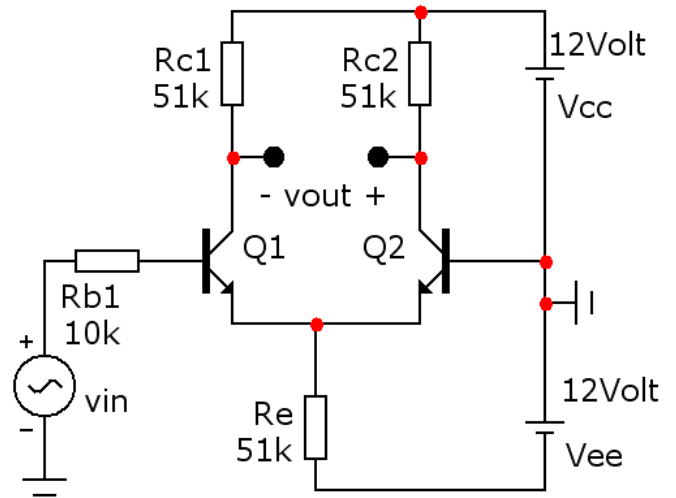 Rc1
51k
Rc2
51k
12Volt
Vcc
- vout +
Q1
Q2
Rb1
10k
+
vin
-
Re
51k
12Volt
Vee